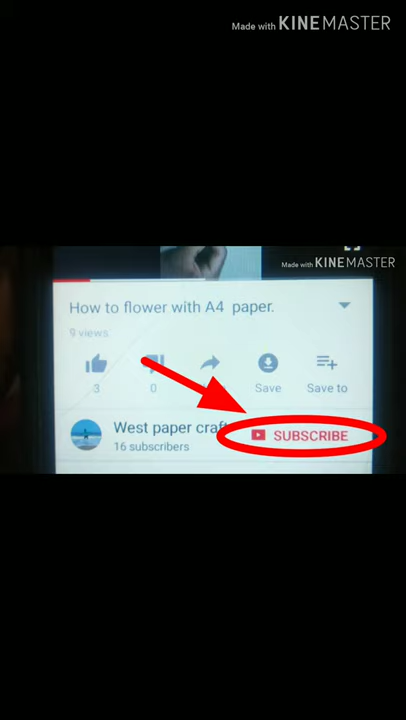 Made with KINEMASTER
Made with KINEMASTER
How to flower with A4 paper.
9 views
3
0
Save
Save to
West paper craft
16 subscribers
SUBSCRIBE